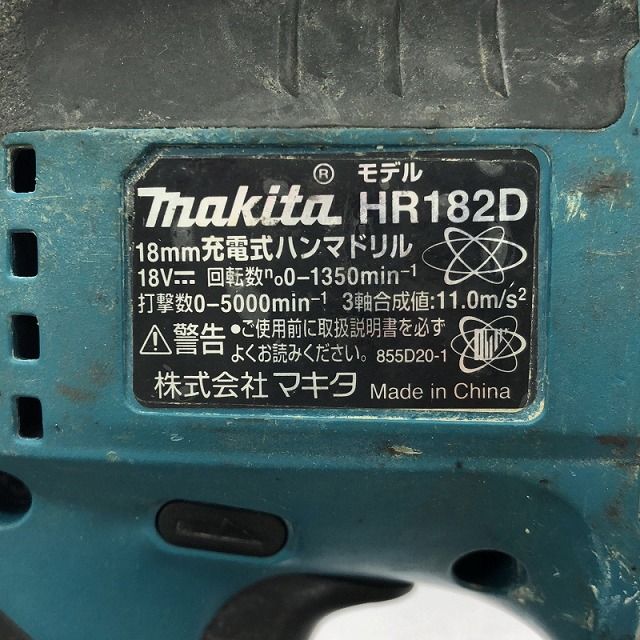 makita® モデル HR182D
18mm充電式ハンマドリル
18V⎓ 回転数n₀0-1350min⁻¹
打撃数0-5000min⁻¹ 3軸合成値:11.0m/s²
⚠警告 •ご使用前に取扱説明書を必ず
よくお読みください。 855D20-1
株式会社 マキタ Made in China